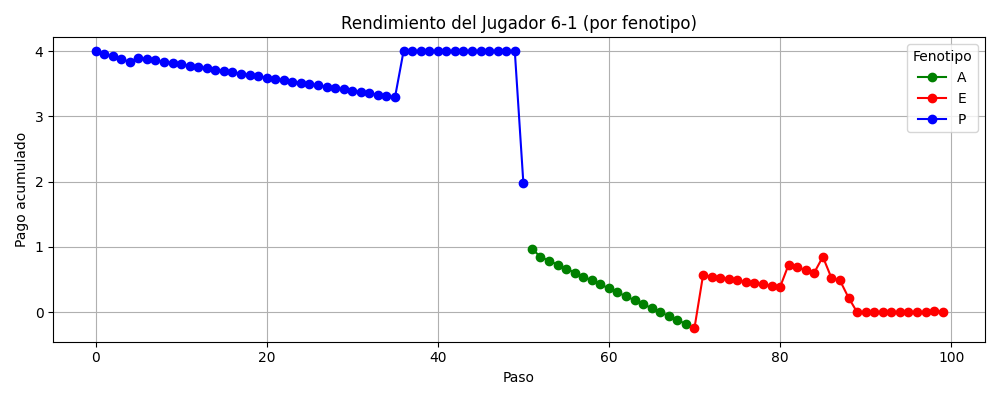 Rendimiento del Jugador 6-1 (por fenotipo)
Pago acumulado
4
3
2
1
0
0 20 40 60 80 100
Paso
Fenotipo
A
E
P